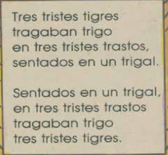 Tres tristes tigres
tragaban trigo
en tres tristes trastos,
sentados en un trigal.
Sentados en un trigal,
en tres tristes trastos
tragaban trigo
tres tristes tigres.